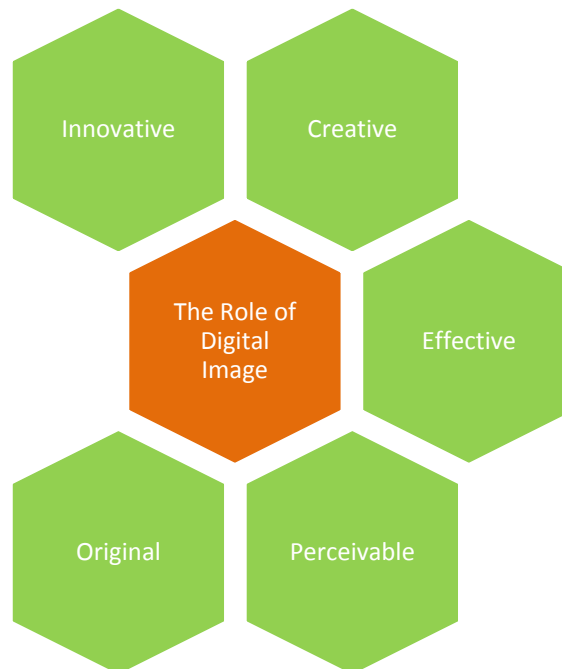 Innovative
Creative
The Role of
Digital
Image
Effective
Original
Perceivable